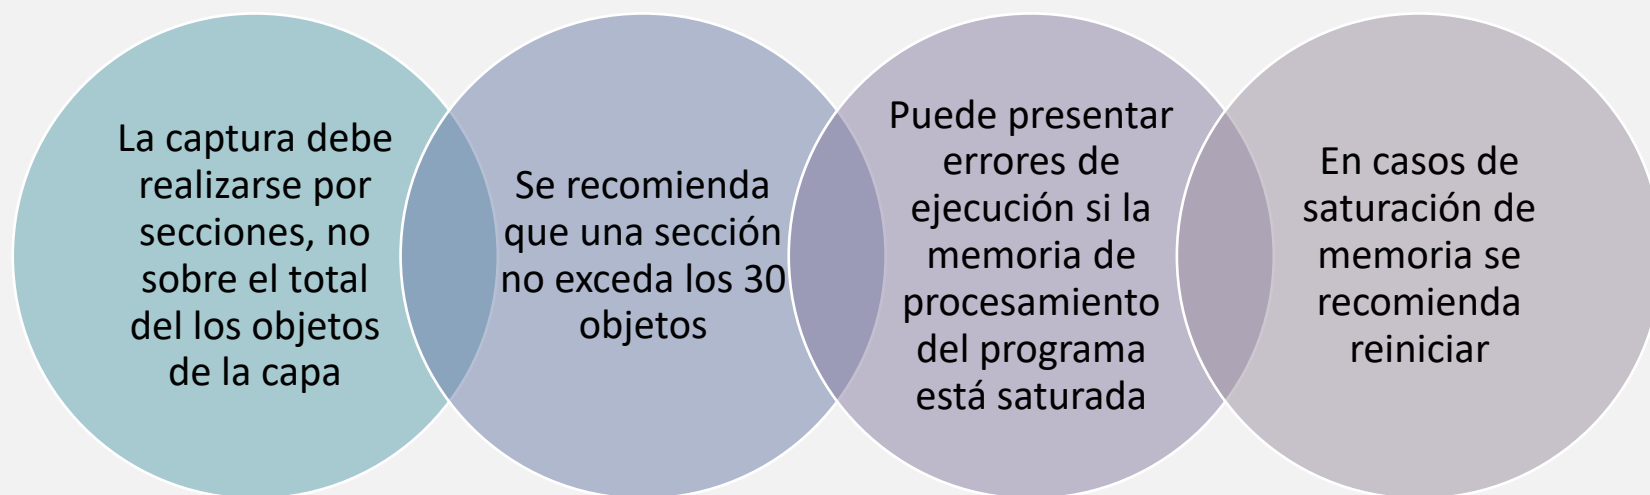 La captura debe
realizarse por
secciones, no
sobre el total
del los objetos
de la capa
Se recomienda
que una sección
no exceda los 30
objetos
Puede presentar
errores de
ejecución si la
memoria de
procesamiento
del programa
está saturada
En casos de
saturación de
memoria se
recomienda
reiniciar